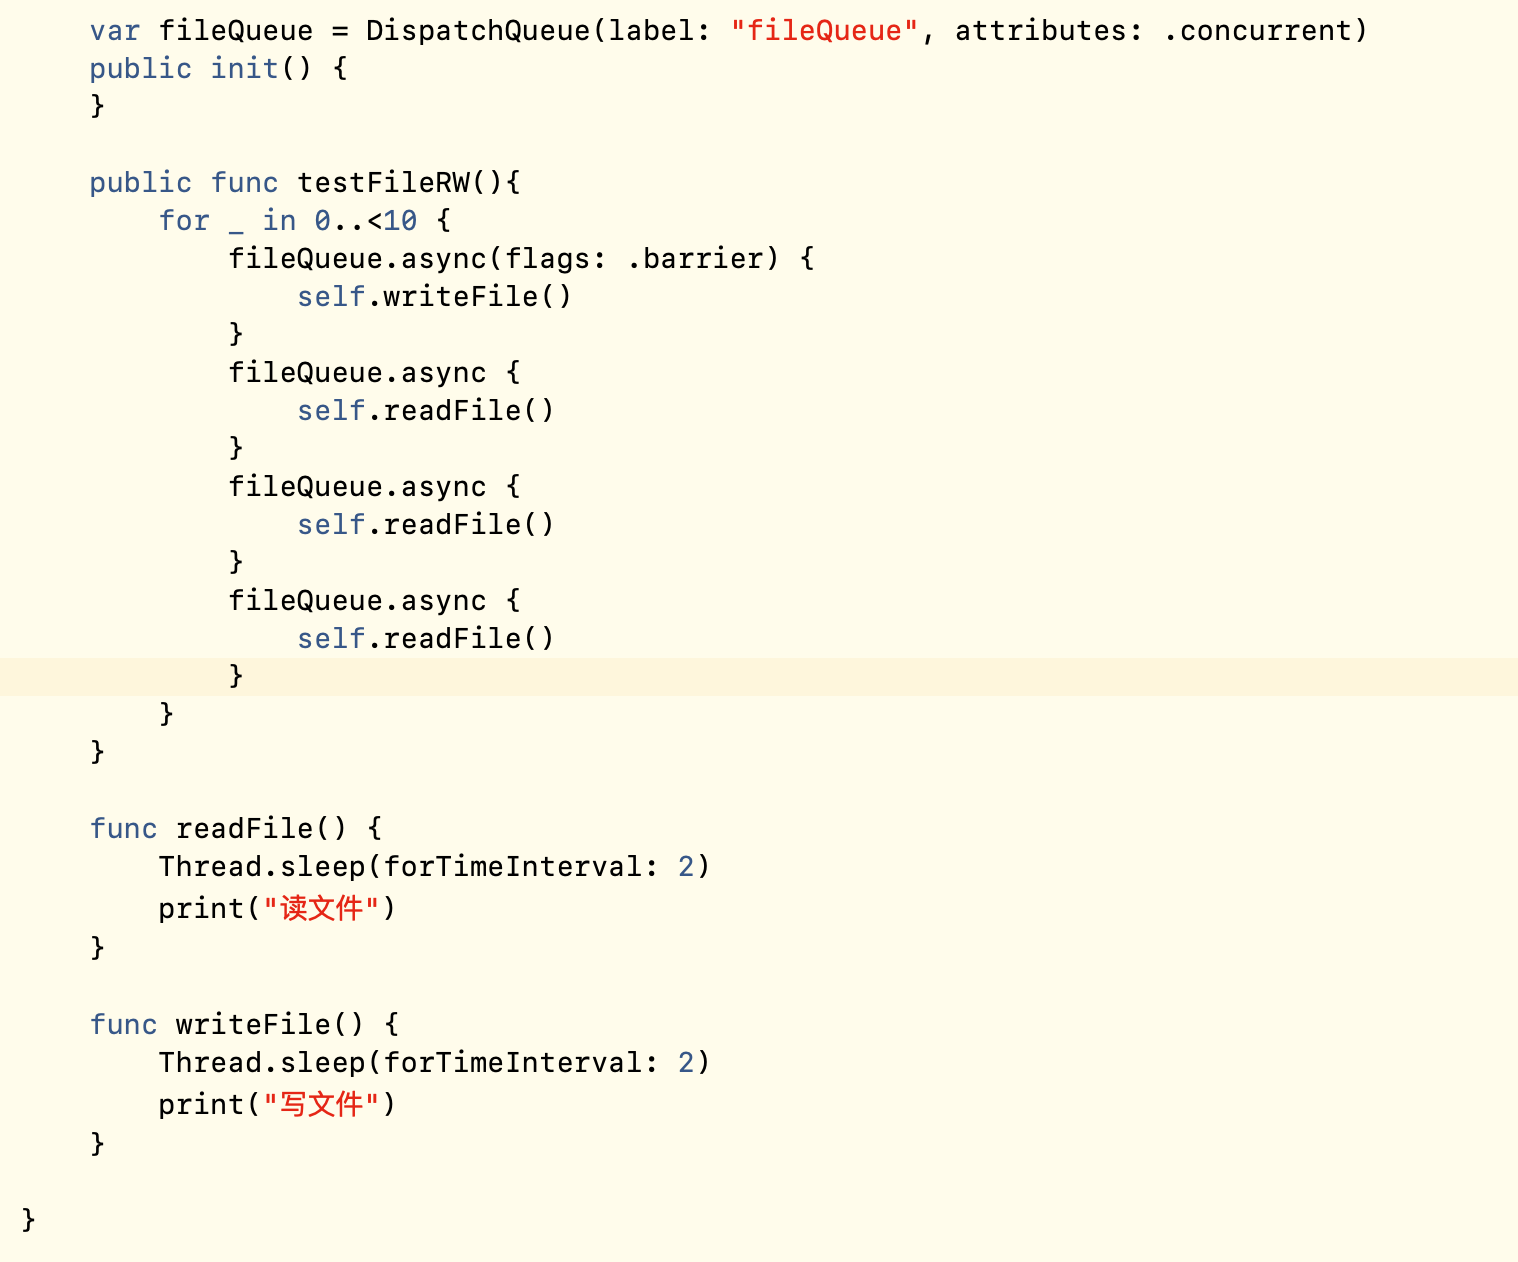 var fileQueue = DispatchQueue(label: "fileQueue", attributes: .concurrent)
public init() {
}
public func testFileRW(){
for _ in 0..<10 {
fileQueue.async(flags: .barrier) {
self.writeFile()
}
fileQueue.async {
self.readFile()
}
fileQueue.async {
self.readFile()
}
fileQueue.async {
self.readFile()
}
}
}
func readFile() {
Thread.sleep(forTimeInterval: 2)
print("读文件")
}
func writeFile() {
Thread.sleep(forTimeInterval: 2)
print("写文件")
}
}